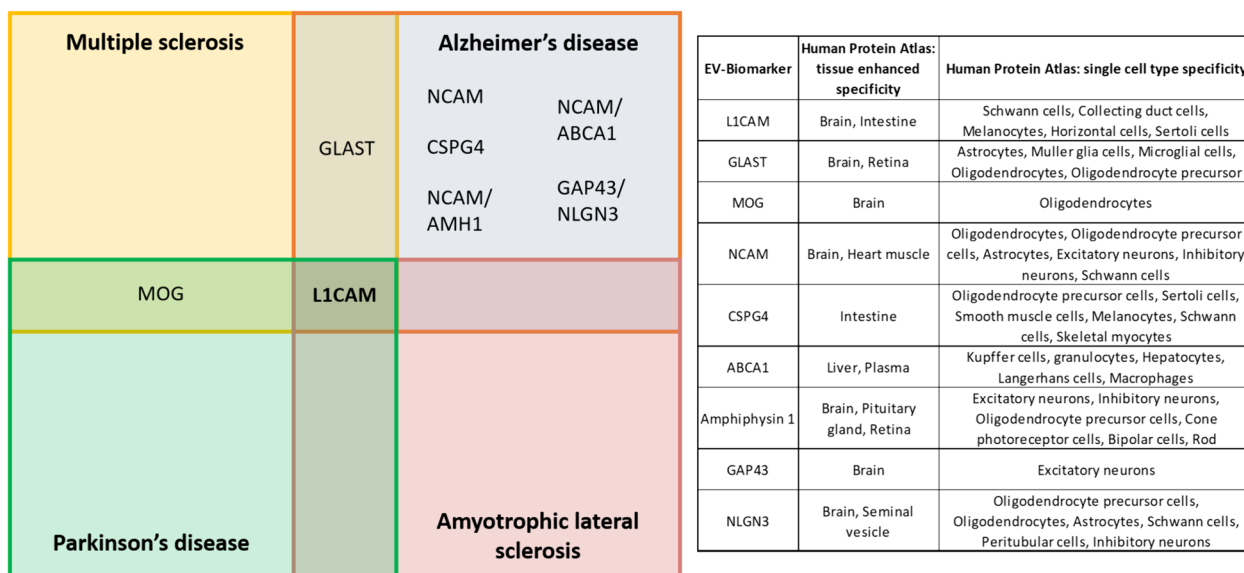 Multiple sclerosis
Alzheimer's disease
NCAM
NCAM/
ABCA1
GLAST
CSPG4
NCAM/
AMH1
GAP43/
NLGN3
MOG
L1CAM
Parkinson's disease
Amyotrophic lateral
sclerosis
EV-Biomarker
Human Protein Atlas:
tissue enhanced
specificity
Human Protein Atlas: single cell type specificity
L1CAM
Brain, Intestine
Schwann cells, Collecting duct cells,
Melanocytes, Horizontal cells, Sertoli cells
GLAST
Brain, Retina
Astrocytes, Muller glia cells, Microglial cells,
Oligodendrocytes, Oligodendrocyte precursor
MOG
Brain
Oligodendrocytes
NCAM
Brain, Heart muscle
Oligodendrocytes, Oligodendrocyte precursor
cells, Astrocytes, Excitatory neurons, Inhibitory
neurons, Schwann cells
CSPG4
Intestine
Oligodendrocyte precursor cells, Sertoli cells,
Smooth muscle cells, Melanocytes, Schwann
cells, Skeletal myocytes
ABCA1
Liver, Plasma
Kupffer cells, granulocytes, Hepatocytes,
Langerhans cells, Macrophages
Amphiphysin 1
Brain, Pituitary
gland, Retina
Excitatory neurons, Inhibitory neurons,
Oligodendrocyte precursor cells, Cone
photoreceptor cells, Bipolar cells, Rod
GAP43
Brain
Excitatory neurons
NLGN3
Brain, Seminal
vesicle
Oligodendrocyte precursor cells,
Oligodendrocytes, Astrocytes, Schwann cells,
Peritubular cells, Inhibitory neurons